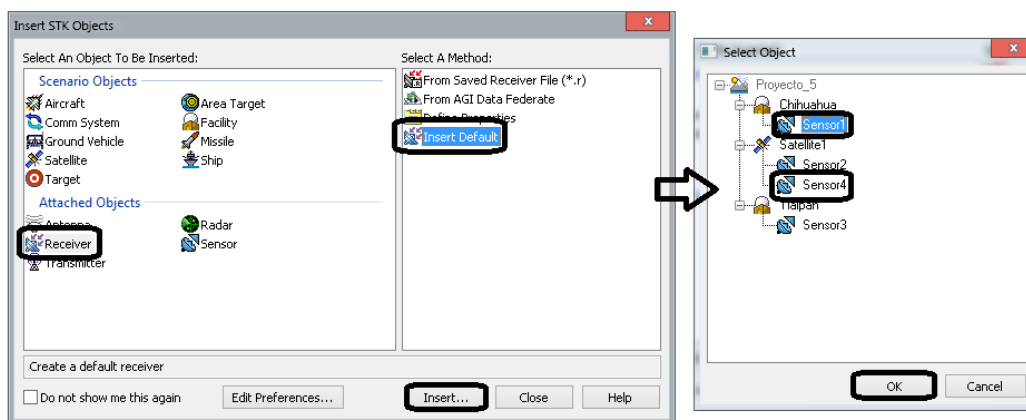 Insert STK Objects
Select An Object To Be Inserted:
Scenario Objects
Aircraft
Area Target
Comm System
Facility
Ground Vehicle
Missile
Satellite
Ship
Target
Attached Objects
Antenna
Radar
Receiver
Sensor
Transmitter
Select A Method:
From Saved Receiver File (*.r)
From AGI Data Federate
Define Properties
Insert Default
Create a default receiver
Do not show me this again
Edit Preferences...
Insert...
Close
Help
Select Object
Proyecto_5
Chihuahua
Sensor1
Satellite1
Sensor2
Sensor4
Tlalpan
Sensor3
OK
Cancel